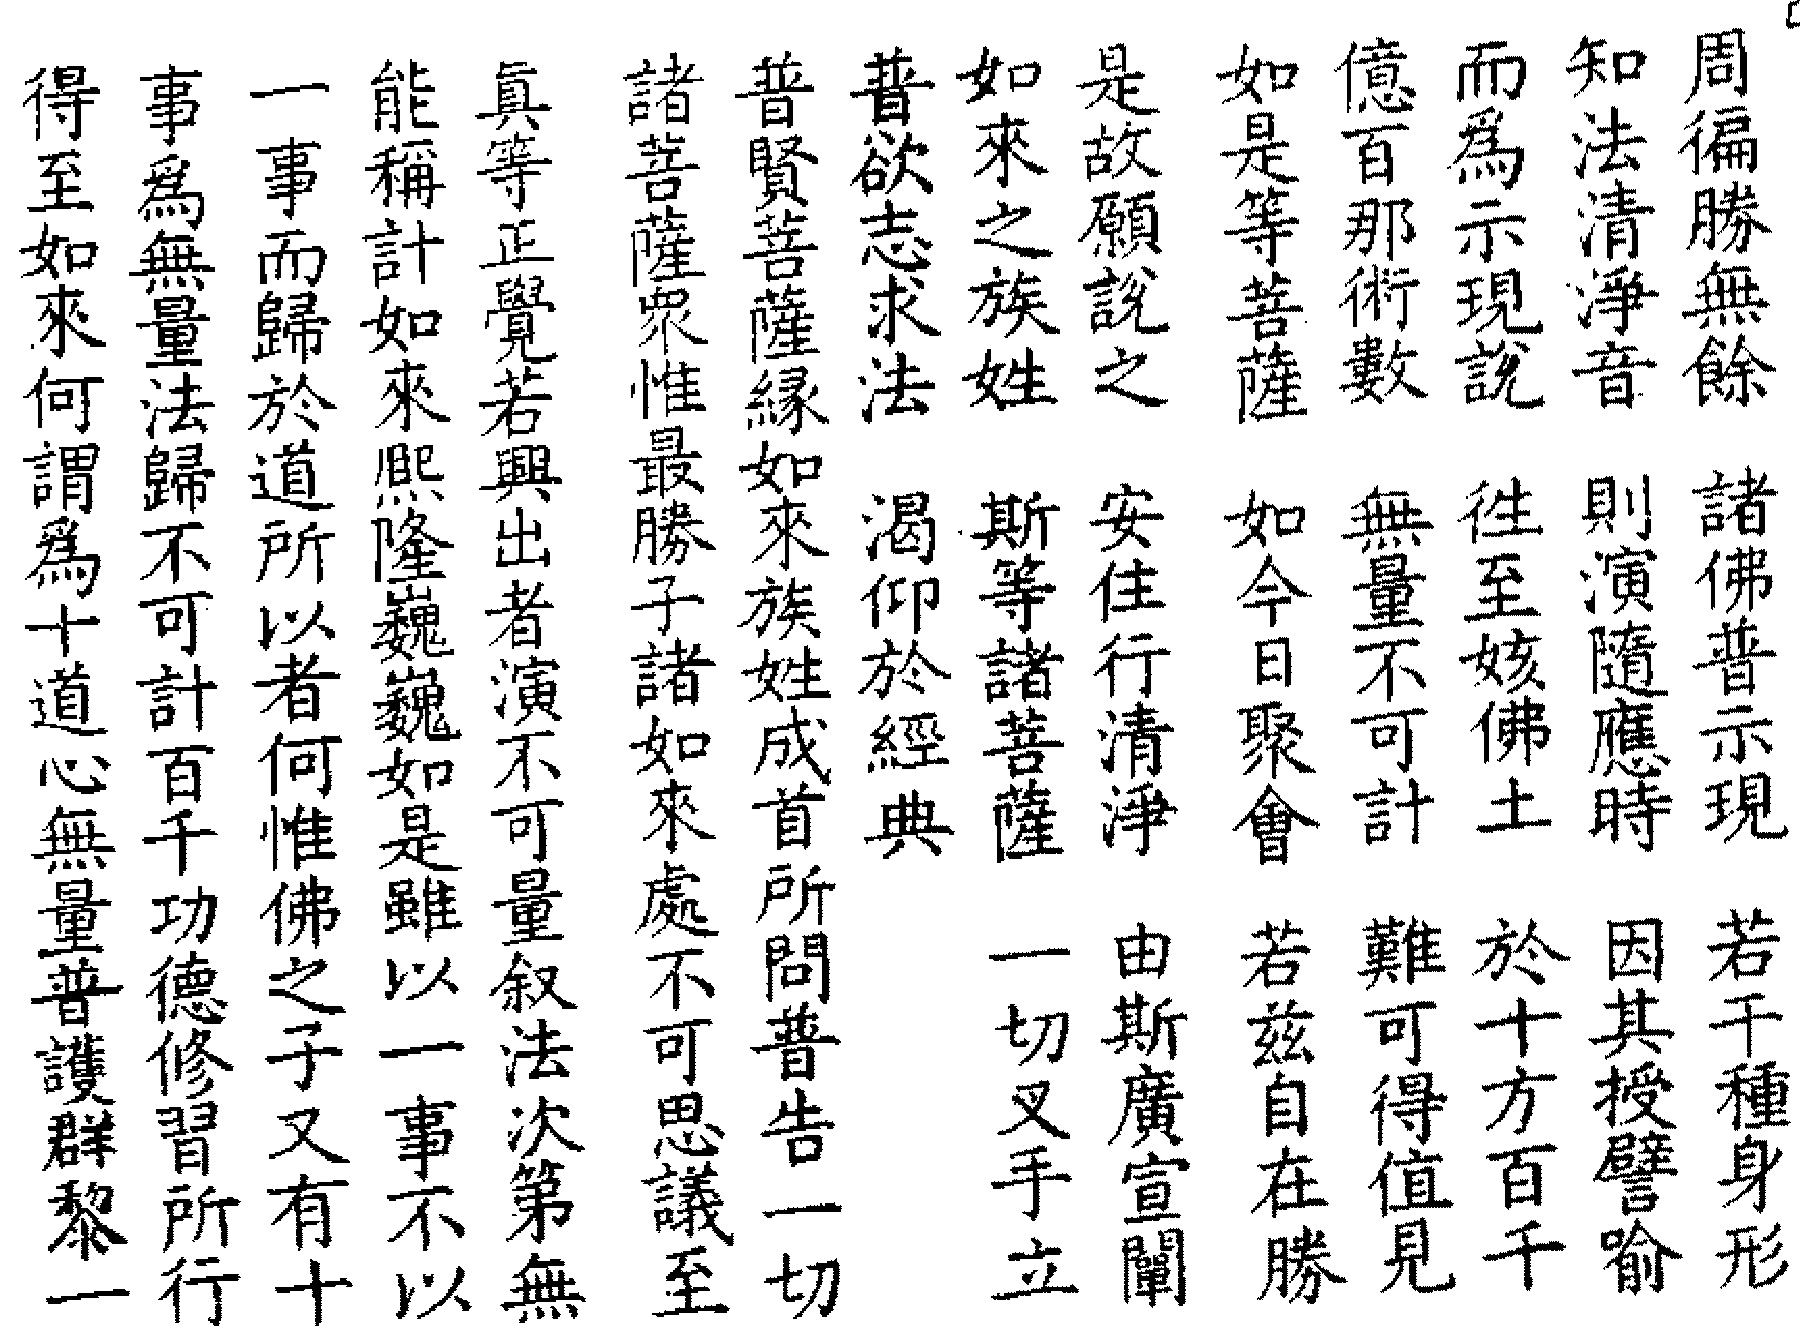 周徧勝無餘　諸佛普示現　若干種身形
知法清淨音　則演隨應時　因其授譬喻
而爲示現說　徃至姟佛土　於十方百千
億百那術數　無量不可計　難可得值見
如是等菩薩　如今日聚會　若兹自在勝
是故願說之　安住行清淨　由斯廣宣闡
如來之族姓　斯等諸菩薩　一切叉手立
普欲志求法　渴仰於經典
普賢菩薩緣如來族姓成首所問普告一切
諸菩薩衆惟最勝子諸如來處不可思議至
眞等正覺若興出者演不可量叙法次第無
能稱計如來熈隆巍巍如是雖以一事不以
一事而歸於道所以者何惟佛之子又有十
事爲無量法歸不可計百千功德修習所行
得至如來何謂爲十道心無量普護群黎一